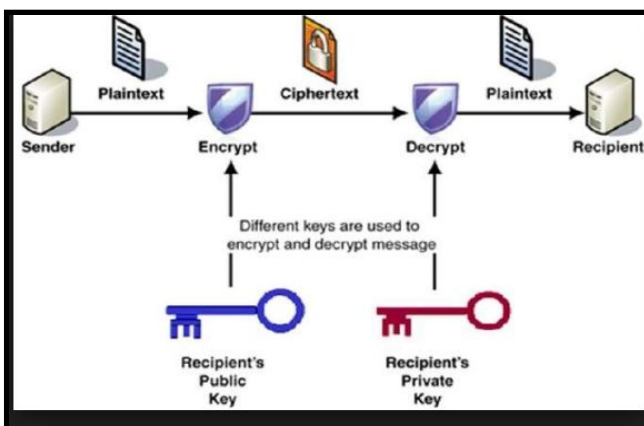 Plaintext
Ciphertext
Plaintext
Sender
Encrypt
Decrypt
Recipient
Different keys are used to
encrypt and decrypt message
Recipient's
Public
Key
Recipient's
Private
Key